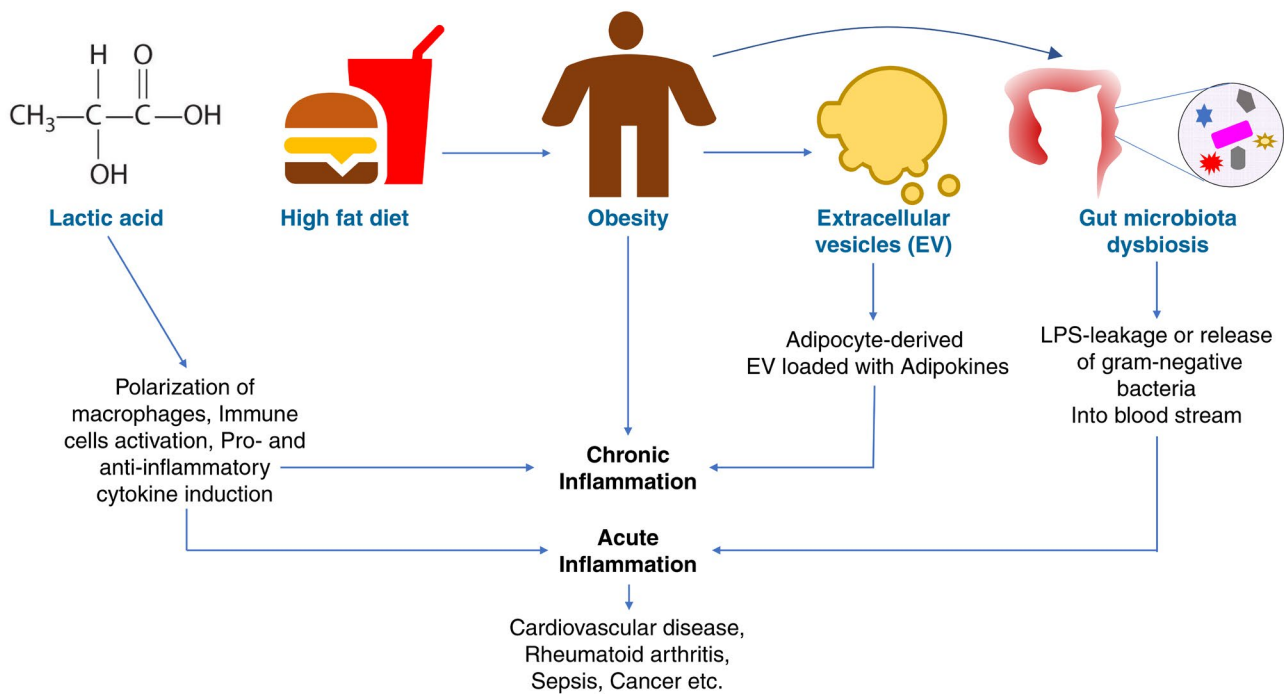 H O
CH₃—C—C—OH
OH
Lactic acid
High fat diet
Obesity
Extracellular
vesicles (EV)
Gut microbiota
dysbiosis
Polarization of
macrophages, Immune
cells activation, Pro- and
anti-inflammatory
cytokine induction
Adipocyte-derived
EV loaded with Adipokines
LPS-leakage or release
of gram-negative
bacteria
Into blood stream
Chronic
Inflammation
Acute
Inflammation
Cardiovascular disease,
Rheumatoid arthritis,
Sepsis, Cancer etc.